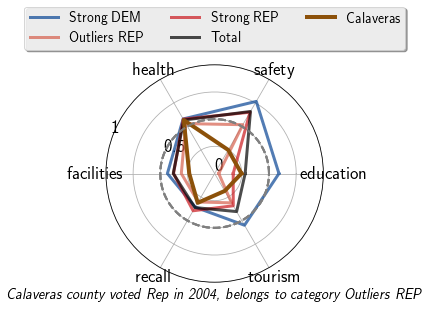 Strong DEM Strong REP Calaveras
Outliers REP Total
health safety
1
0.5
0
facilities education
recall tourism
Calaveras county voted Rep in 2004, belongs to category Outliers REP